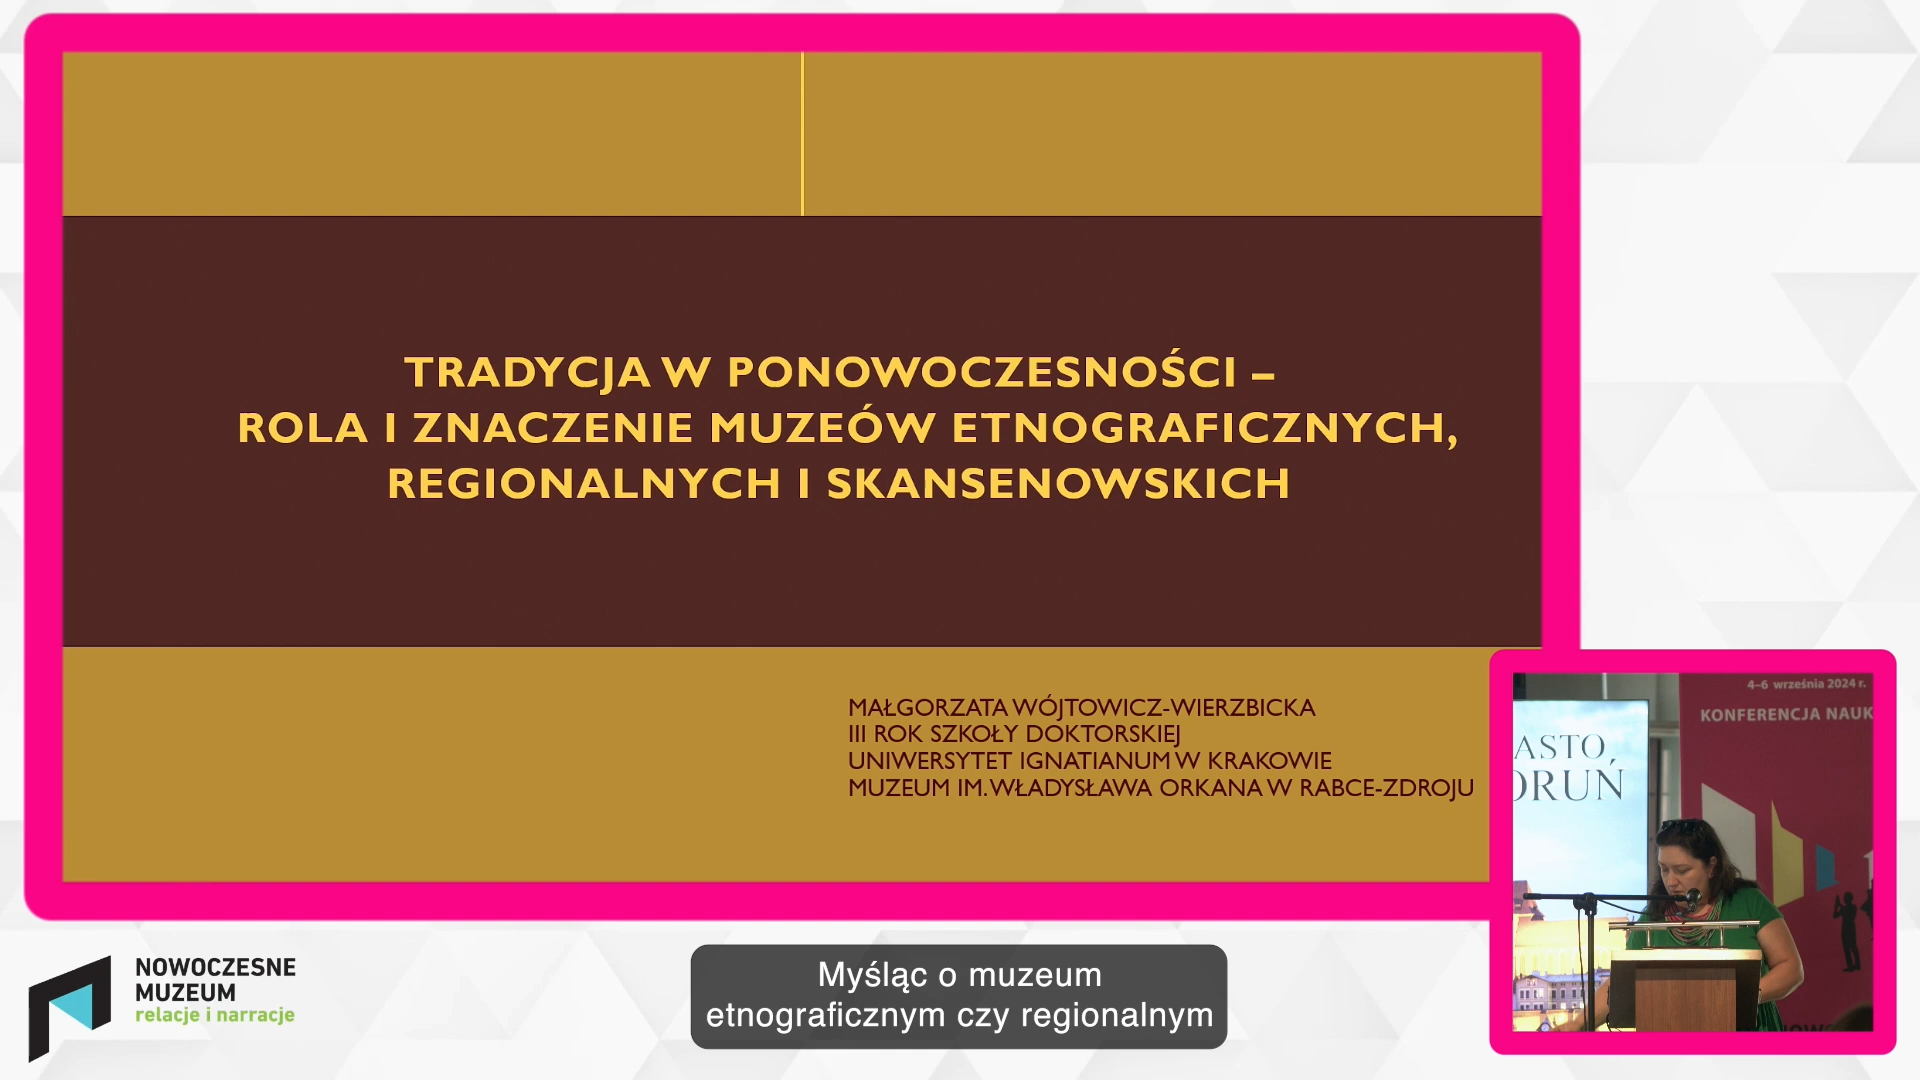 TRADYCJA W PONOWOCZESNOŚCI –
ROLA I ZNACZENIE MUZEÓW ETNOGRAFICZNYCH,
REGIONALNYCH I SKANSENOWSKICH
MAŁGORZATA WÓJTOWICZ-WIERZBICKA
III ROK SZKOŁY DOKTORSKIEJ
UNIWERSYTET IGNATIANUM W KRAKOWIE
MUZEUM IM. WŁADYSŁAWA ORKANA W RABCE-ZDROJU
4–6 września 2024 r.
KONFERENCJA NAUK
ASTO,
ORUŃ
NOWOCZESNE
MUZEUM
relacje i narracje
Myśląc o muzeum
etnograficznym czy regionalnym